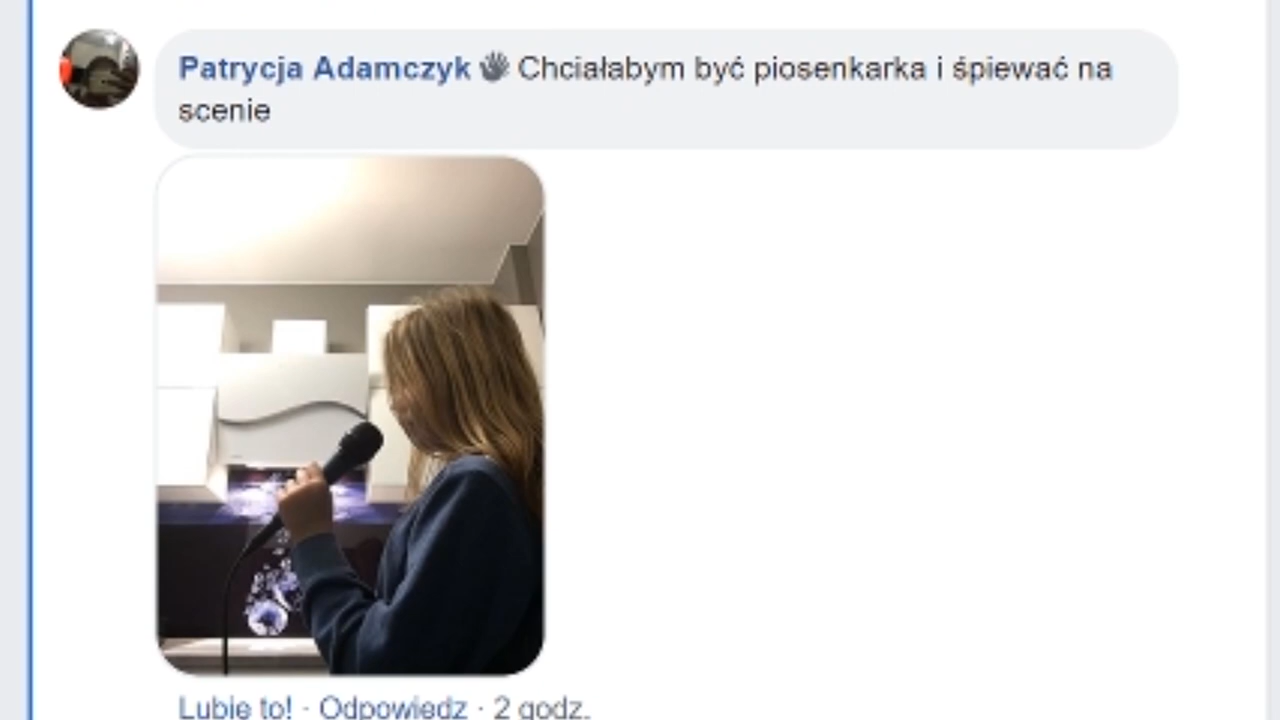 Patrycja Adamczyk Chciałabym być piosenkarka i śpiewać na
scenie
Lubię to! · Odpowiedz · 2 godz.